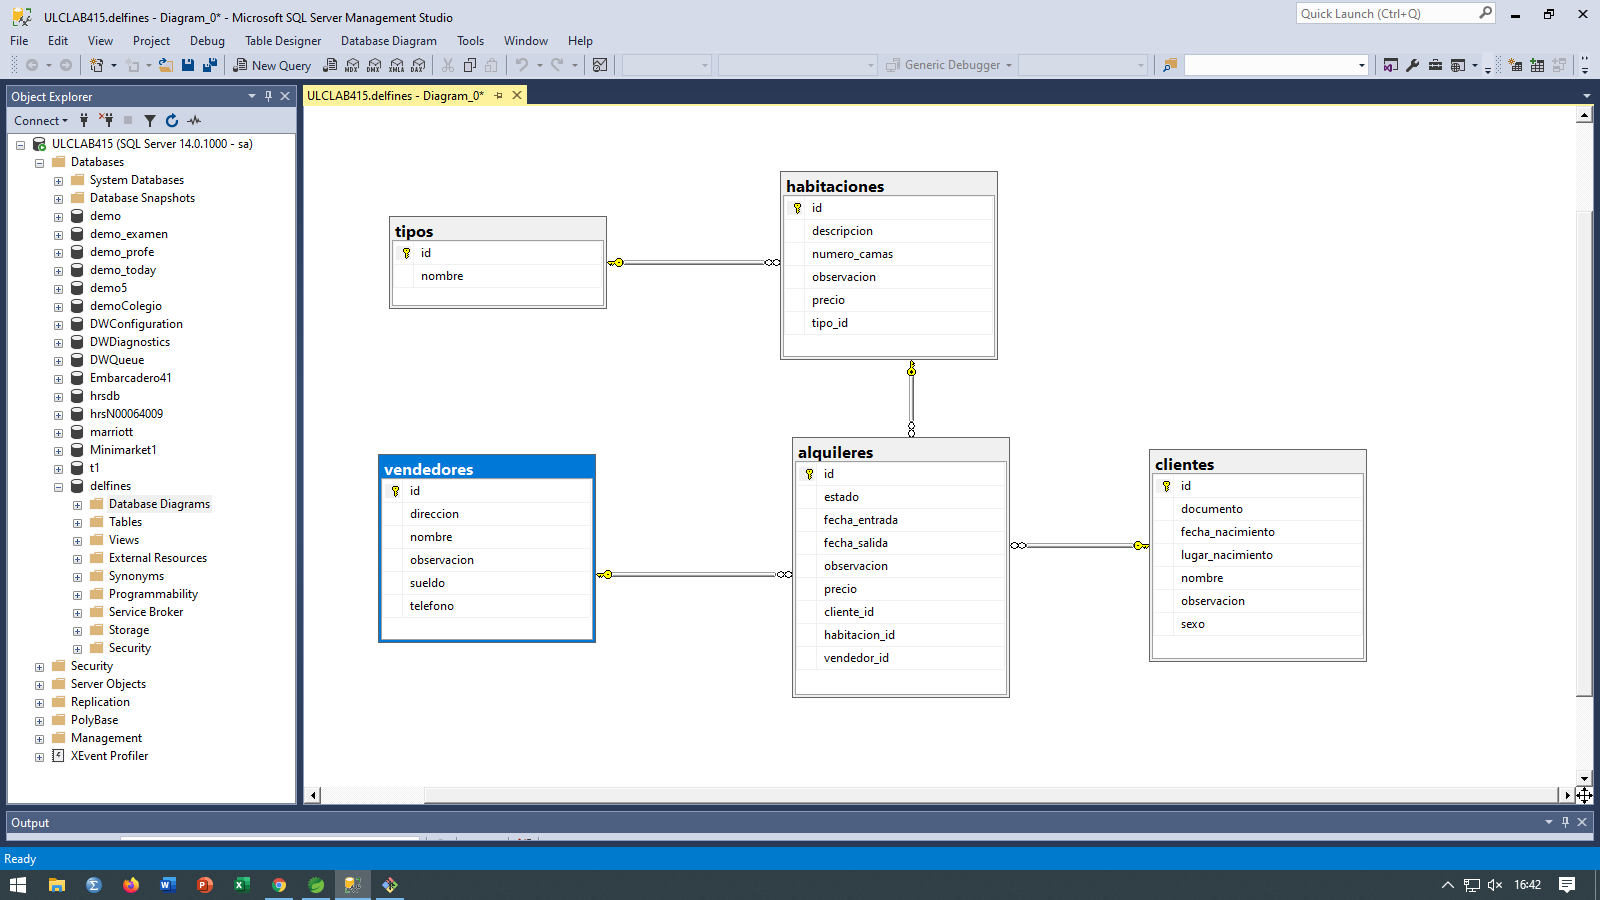 ULCLAB415.delfines - Diagram_0* - Microsoft SQL Server Management Studio
Quick Launch (Ctrl+Q)
File Edit View Project Debug Table Designer Database Diagram Tools Window Help
New Query
MDX DMX XMLA DAX
Generic Debugger
Object Explorer
Connect
ULCLAB415 (SQL Server 14.0.1000 - sa)
Databases
System Databases
Database Snapshots
demo
demo_examen
demo_profe
demo_today
demo5
demoColegio
DWConfiguration
DWDiagnostics
DWQueue
Embarcadero41
hrsdb
hrsN00064009
marriott
Minimarket1
t1
delfines
Database Diagrams
Tables
Views
External Resources
Synonyms
Programmability
Service Broker
Storage
Security
Security
Server Objects
Replication
PolyBase
Management
XEvent Profiler
ULCLAB415.delfines - Diagram_0*
tipos
id
nombre
habitaciones
id
descripcion
numero_camas
observacion
precio
tipo_id
vendedores
id
direccion
nombre
observacion
sueldo
telefono
alquileres
id
estado
fecha_entrada
fecha_salida
observacion
precio
cliente_id
habitacion_id
vendedor_id
clientes
id
documento
fecha_nacimiento
lugar_nacimiento
nombre
observacion
sexo
Output
Ready
16:42